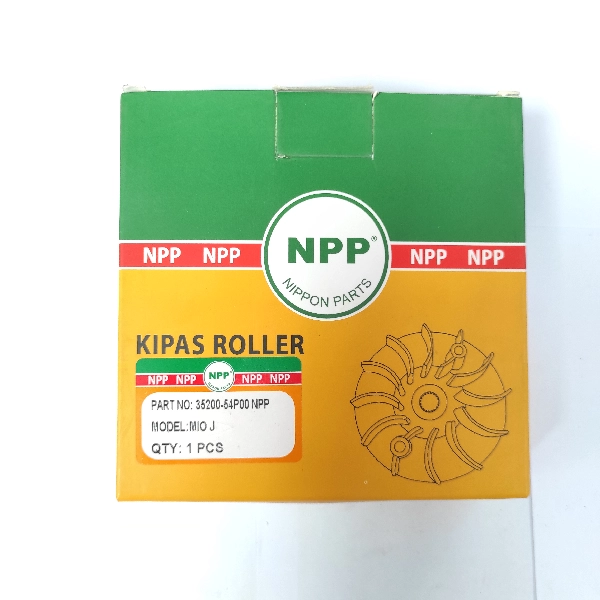 NPP NPP NPP® NPP NPP
NIPPON PARTS
KIPAS ROLLER
NPP NPP NPP NPP NPP
PART NO: 35200-54P00 NPP
MODEL:MIO J
QTY: 1 PCS